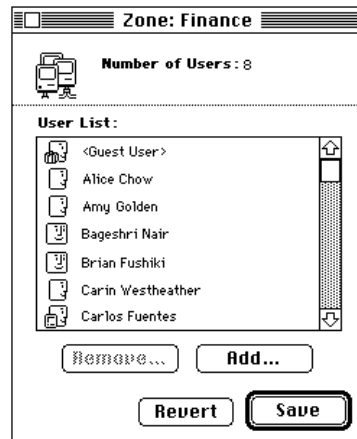 Zone: Finance
Number of Users: 8
User List:
<Guest User>
Alice Chow
Amy Golden
Bageshri Nair
Brian Fushiki
Carin Westheather
Carlos Fuentes
Remove... Add...
Revert Save